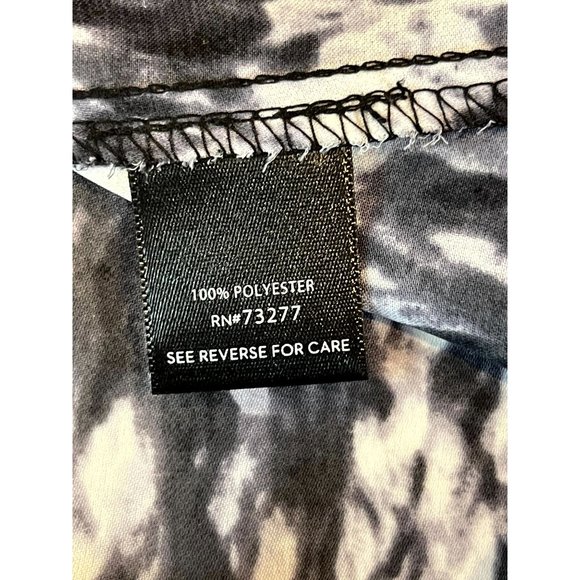 100% POLYESTER
RN#73277
SEE REVERSE FOR CARE